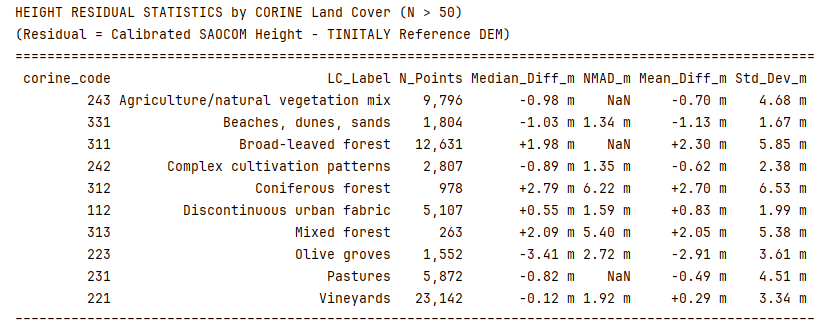 HEIGHT RESIDUAL STATISTICS by CORINE Land Cover (N > 50)
(Residual = Calibrated SAOCOM Height - TINITALY Reference DEM)
====================================================================================================
corine_code LC_Label N_Points Median_Diff_m NMAD_m Mean_Diff_m Std_Dev_m
243 Agriculture/natural vegetation mix 9,796 -0.98 m NaN -0.70 m 4.68 m
331 Beaches, dunes, sands 1,804 -1.03 m 1.34 m -1.13 m 1.67 m
311 Broad-leaved forest 12,631 +1.98 m NaN +2.30 m 5.85 m
242 Complex cultivation patterns 2,807 -0.89 m 1.35 m -0.62 m 2.38 m
312 Coniferous forest 978 +2.79 m 6.22 m +2.70 m 6.53 m
112 Discontinuous urban fabric 5,107 +0.55 m 1.59 m +0.83 m 1.99 m
313 Mixed forest 263 +2.09 m 5.40 m +2.05 m 5.38 m
223 Olive groves 1,552 -3.41 m 2.72 m -2.91 m 3.61 m
231 Pastures 5,872 -0.82 m NaN -0.49 m 4.51 m
221 Vineyards 23,142 -0.12 m 1.92 m +0.29 m 3.34 m
----------------------------------------------------------------------------------------------------